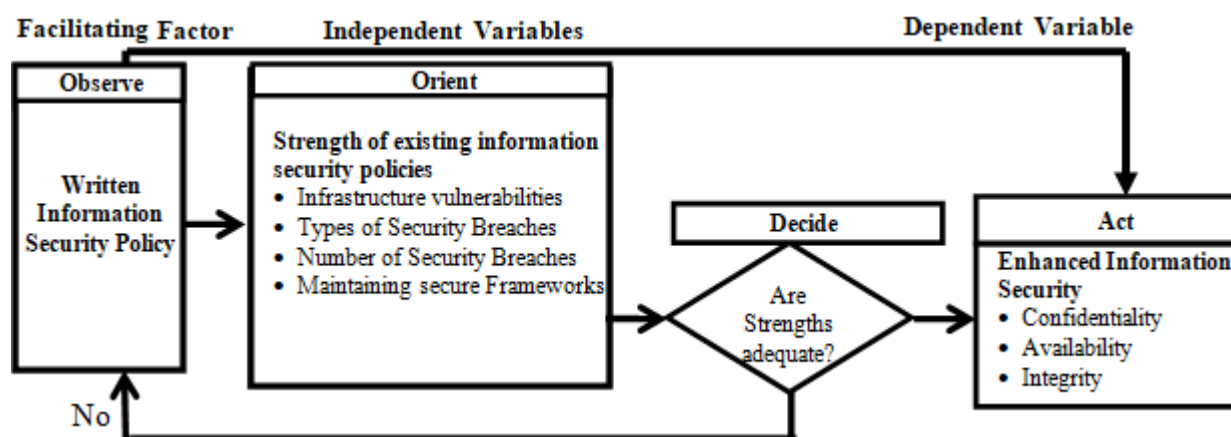 Facilitating Factor
Independent Variables
Dependent Variable
Observe
Written
Information
Security Policy
Orient
Strength of existing information
security policies
• Infrastructure vulnerabilities
• Types of Security Breaches
• Number of Security Breaches
• Maintaining secure Frameworks
Decide
Are
Strengths
adequate?
Act
Enhanced Information
Security
• Confidentiality
• Availability
• Integrity
No